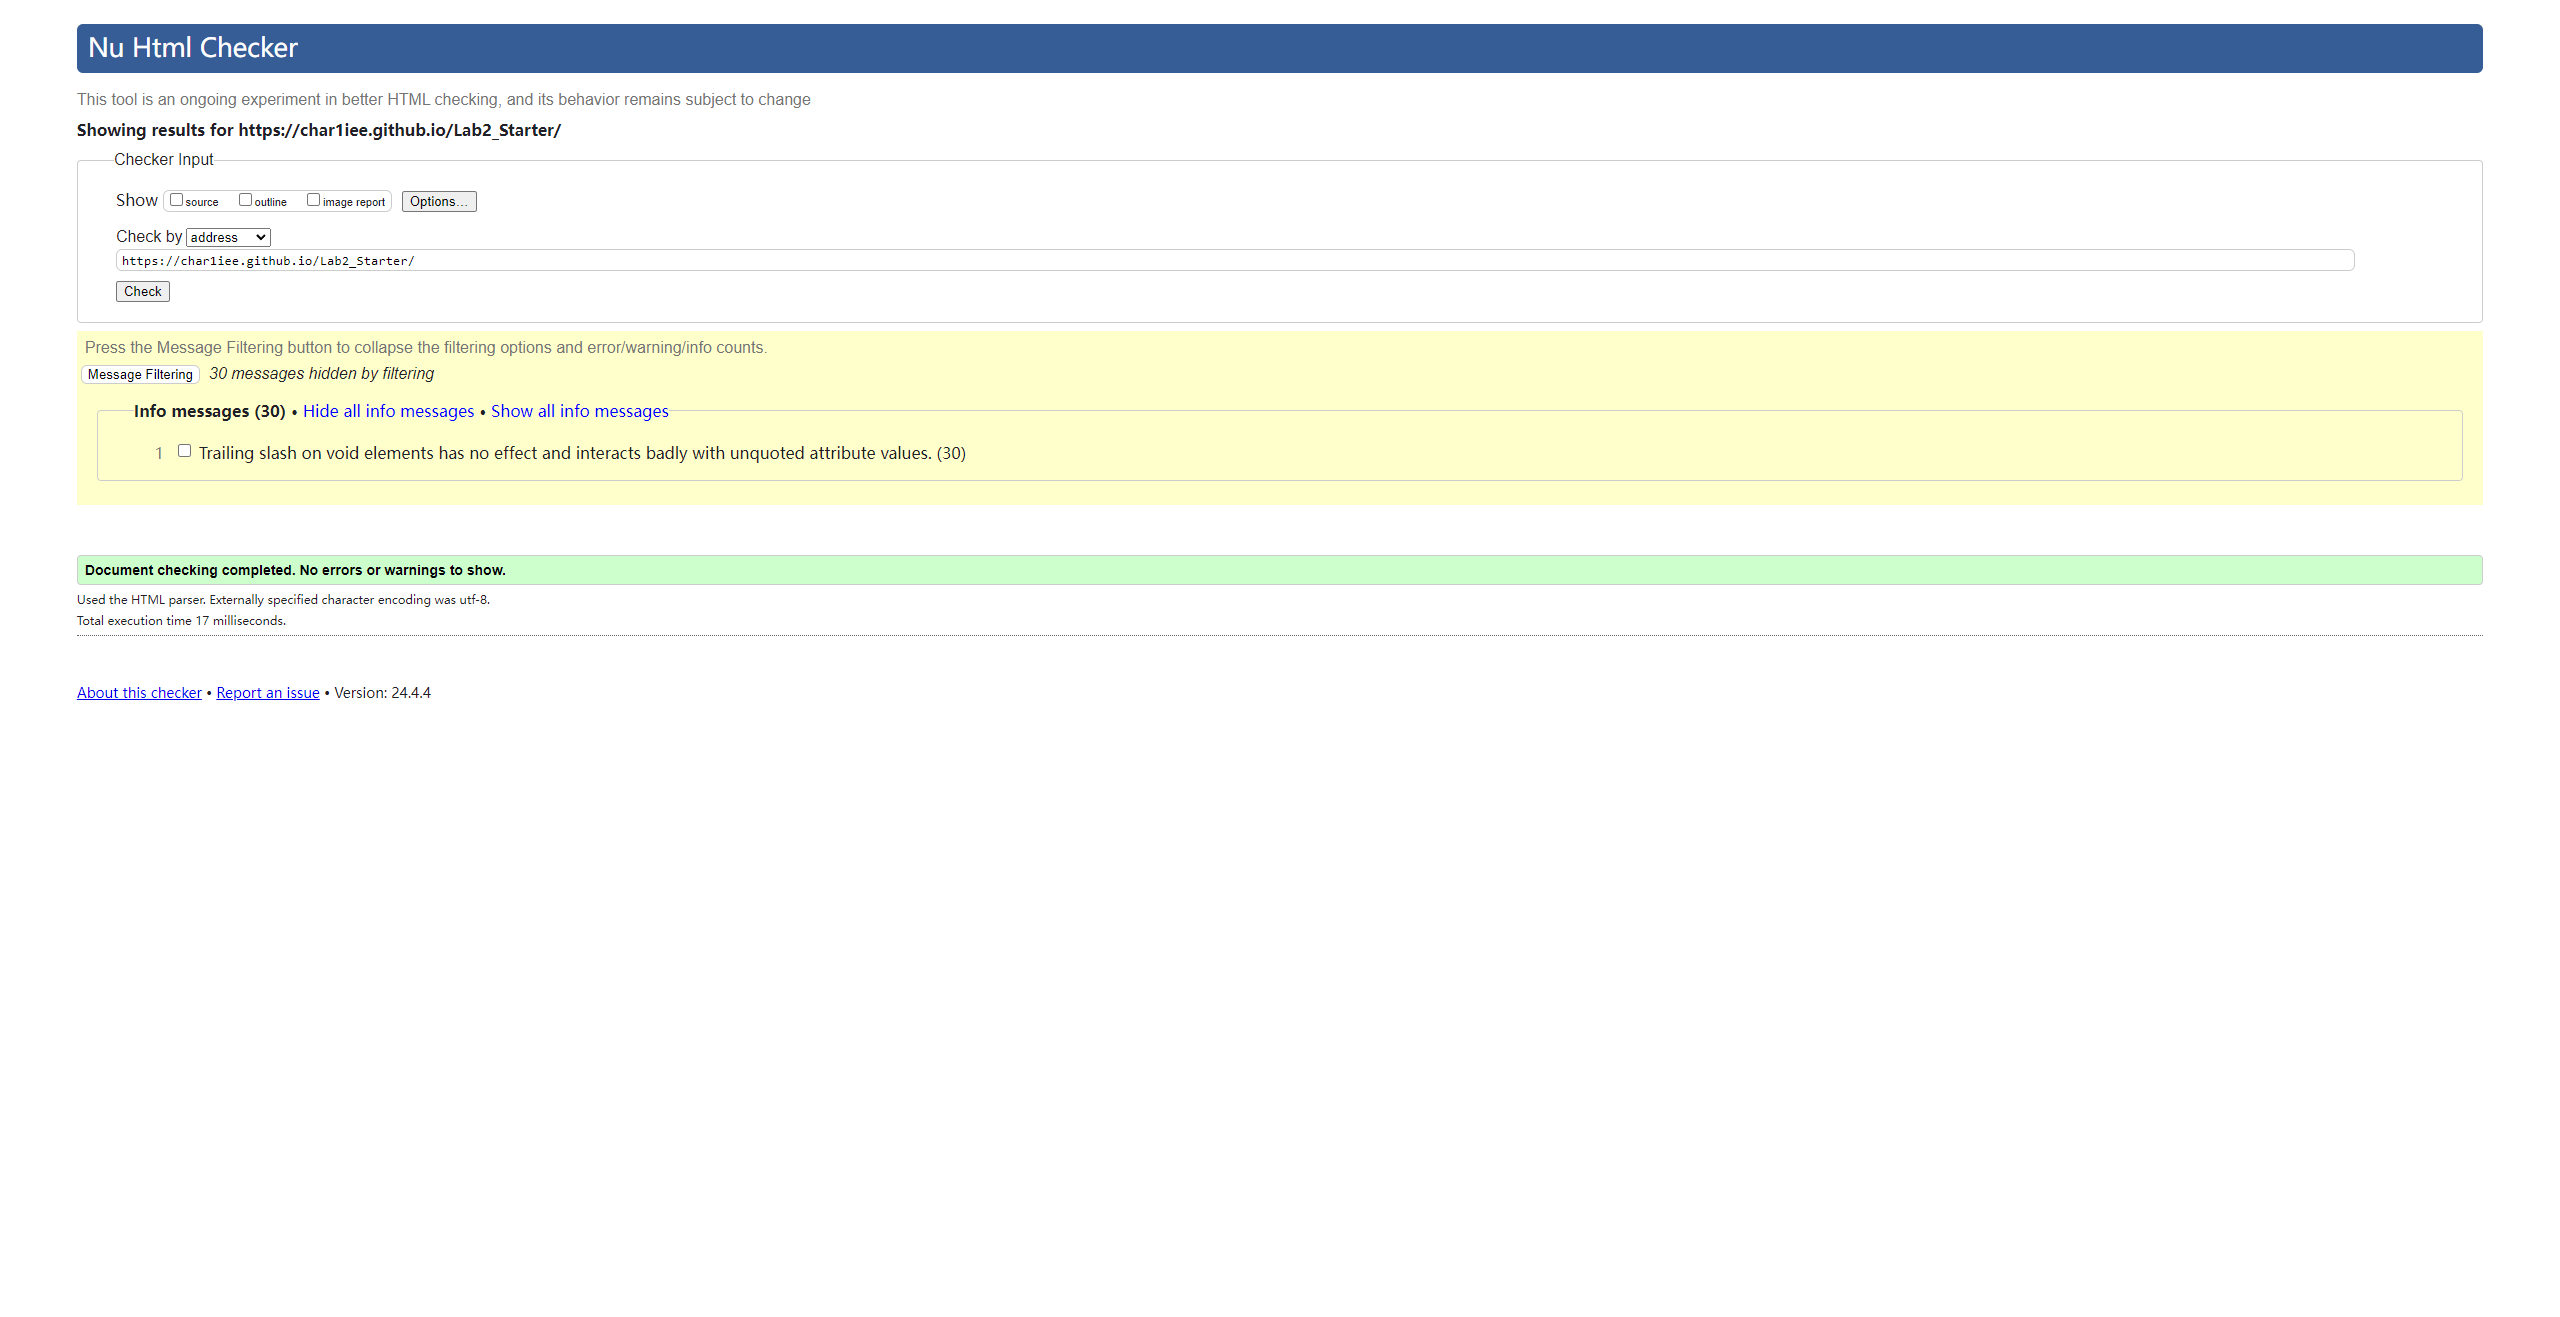 Nu Html Checker
This tool is an ongoing experiment in better HTML checking, and its behavior remains subject to change
Showing results for https://char1iee.github.io/Lab2_Starter/
Checker Input
Show source outline image report Options...
Check by address
https://char1iee.github.io/Lab2_Starter/
Check
Press the Message Filtering button to collapse the filtering options and error/warning/info counts.
Message Filtering 30 messages hidden by filtering
Info messages (30) • Hide all info messages • Show all info messages
1 Trailing slash on void elements has no effect and interacts badly with unquoted attribute values. (30)
Document checking completed. No errors or warnings to show.
Used the HTML parser. Externally specified character encoding was utf-8.
Total execution time 17 milliseconds.
About this checker • Report an issue • Version: 24.4.4